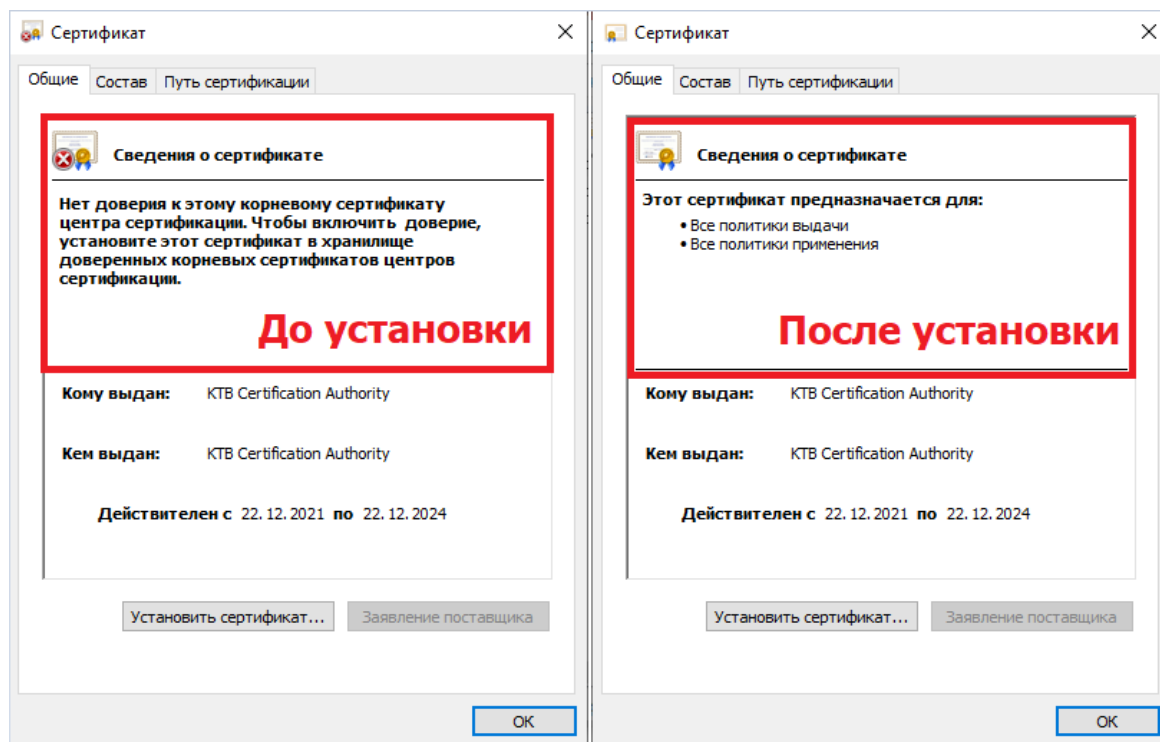 Сертификат
Общие Состав Путь сертификации
Сведения о сертификате
Нет доверия к этому корневому сертификату
центра сертификации. Чтобы включить доверие,
установите этот сертификат в хранилище
доверенных корневых сертификатов центров
сертификации.
До установки
Кому выдан: KTB Certification Authority
Кем выдан: KTB Certification Authority
Действителен с 22.12.2021 по 22.12.2024
Установить сертификат... Заявление поставщика
ОК
Сертификат
Общие Состав Путь сертификации
Сведения о сертификате
Этот сертификат предназначается для:
• Все политики выдачи
• Все политики применения
После установки
Кому выдан: KTB Certification Authority
Кем выдан: KTB Certification Authority
Действителен с 22.12.2021 по 22.12.2024
Установить сертификат... Заявление поставщика
ОК